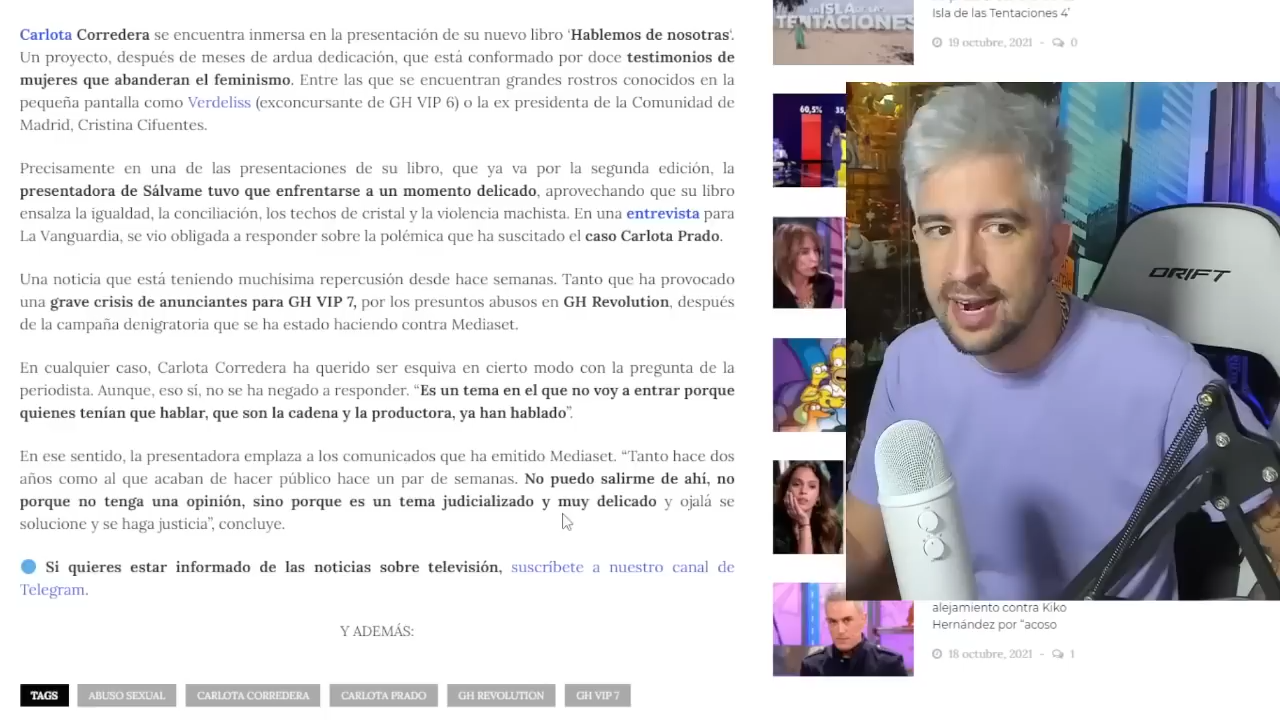 Carlota Corredera se encuentra inmersa en la presentación de su nuevo libro 'Hablemos de nosotras'.
Un proyecto, después de meses de ardua dedicación, que está conformado por doce testimonios de
mujeres que abanderan el feminismo. Entre las que se encuentran grandes rostros conocidos en la
pequeña pantalla como Verdeliss (exconcursante de GH VIP 6) o la ex presidenta de la Comunidad de
Madrid, Cristina Cifuentes.
Precisamente en una de las presentaciones de su libro, que ya va por la segunda edición, la
presentadora de Sálvame tuvo que enfrentarse a un momento delicado, aprovechando que su libro
ensalza la igualdad, la conciliación, los techos de cristal y la violencia machista. En una entrevista para
La Vanguardia, se vio obligada a responder sobre la polémica que ha suscitado el caso Carlota Prado.
Una noticia que está teniendo muchísima repercusión desde hace semanas. Tanto que ha provocado
una grave crisis de anunciantes para GH VIP 7, por los presuntos abusos en GH Revolution, después
de la campaña denigratoria que se ha estado haciendo contra Mediaset.
En cualquier caso, Carlota Corredera ha querido ser esquiva en cierto modo con la pregunta de la
periodista. Aunque, eso sí, no se ha negado a responder. “Es un tema en el que no voy a entrar porque
quienes tenían que hablar, que son la cadena y la productora, ya han hablado”.
En ese sentido, la presentadora emplaza a los comunicados que ha emitido Mediaset. “Tanto hace dos
años como al que acaban de hacer público hace un par de semanas. No puedo salirme de ahí, no
porque no tenga una opinión, sino porque es un tema judicializado y muy delicado y ojalá se
solucione y se haga justicia”, concluye.
Si quieres estar informado de las noticias sobre televisión, suscríbete a nuestro canal de
Telegram.
Y ADEMÁS:
TAGS ABUSO SEXUAL CARLOTA CORREDERA CARLOTA PRADO GH REVOLUTION GH VIP 7
TENTACIONES
Isla de las Tentaciones 4'
19 octubre, 2021 - 0
60,5%
DRIFT
alejamiento contra Kiko
Hernández por “acoso
18 octubre, 2021 - 1